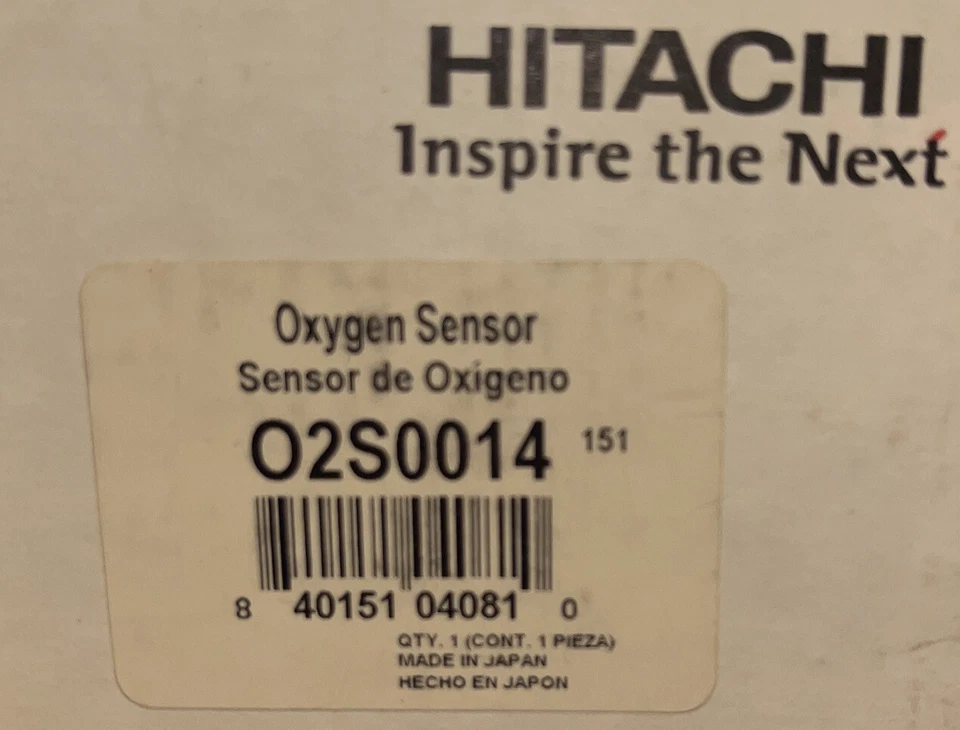 HITACHI
Inspire the Next
Oxygen Sensor
Sensor de Oxígeno
O2S0014 151
8 40151 04081 0
QTY. 1 (CONT. 1 PIEZA)
MADE IN JAPAN
HECHO EN JAPON